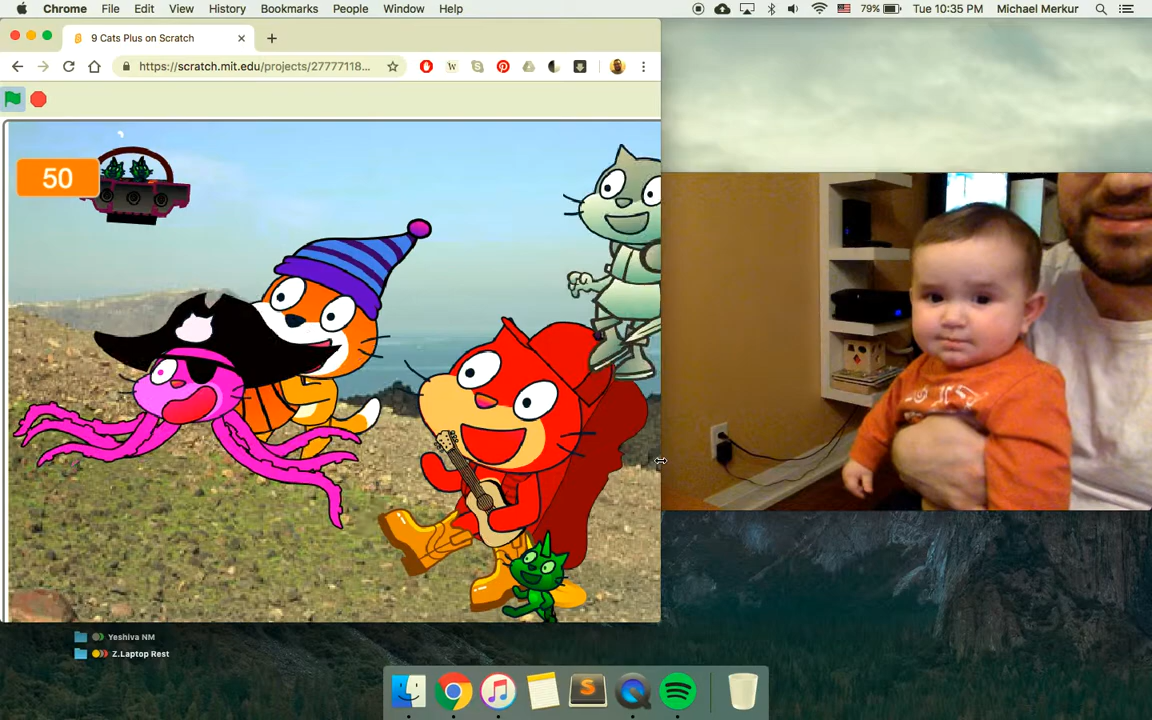 Chrome File Edit View History Bookmarks People Window Help 79% Tue 10:35 PM Michael Merkur
9 Cats Plus on Scratch
https://scratch.mit.edu/projects/27777118...
50
Yeshiva NM
Z.Laptop Rest